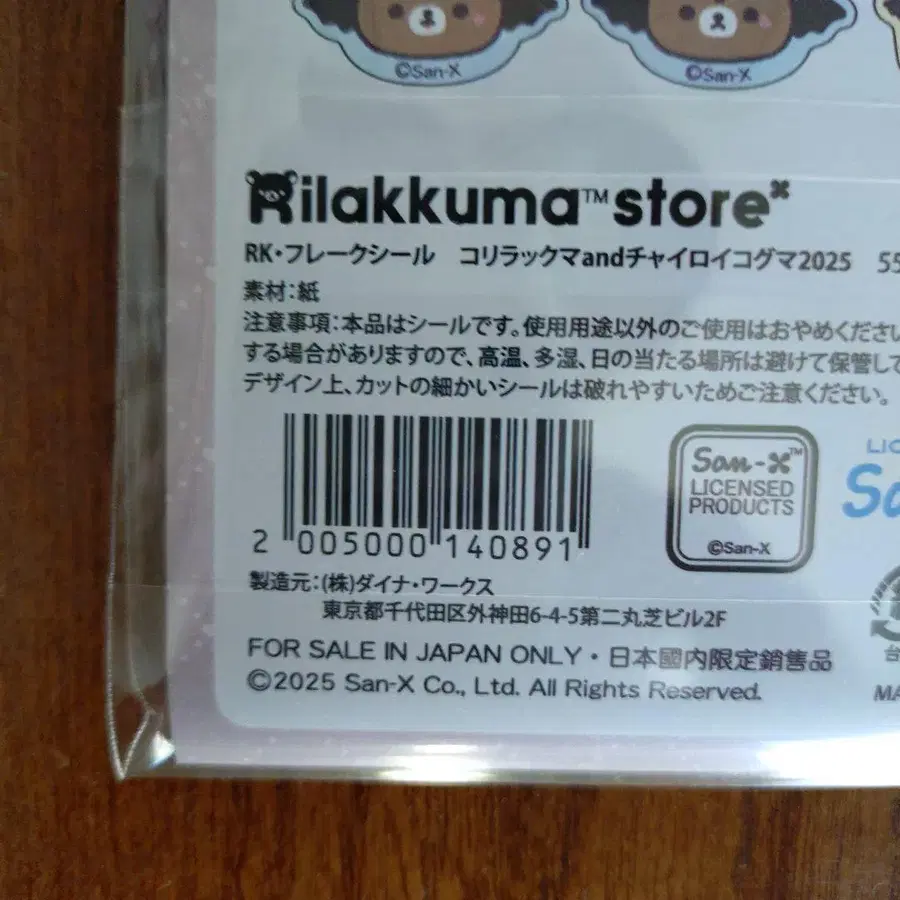 ©San-X
©San-X
Rilakkuma™ store
RK・フレークシール コリラックマandチャイロイコグマ2025 55
素材：紙
注意事項：本品はシールです。使用用途以外のご使用はおやめくださ
する場合がありますので、高温、多湿、日の当たる場所は避けて保管して
デザイン上、カットの細かいシールは破れやすいためご注意ください。
2 005000 140891
San-X™
LICENSED
PRODUCTS
©San-X
LIC
Sa
製造元：(株)ダイナ・ワークス
東京都千代田区外神田6-4-5第二丸芝ビル2F
FOR SALE IN JAPAN ONLY・日本國内限定銷售品
©2025 San-X Co., Ltd. All Rights Reserved.
台
MA